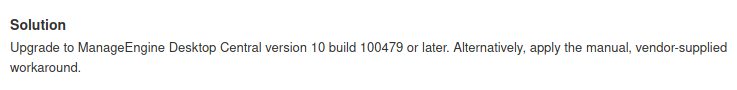 Solution
Upgrade to ManageEngine Desktop Central version 10 build 100479 or later. Alternatively, apply the manual, vendor-supplied
workaround.